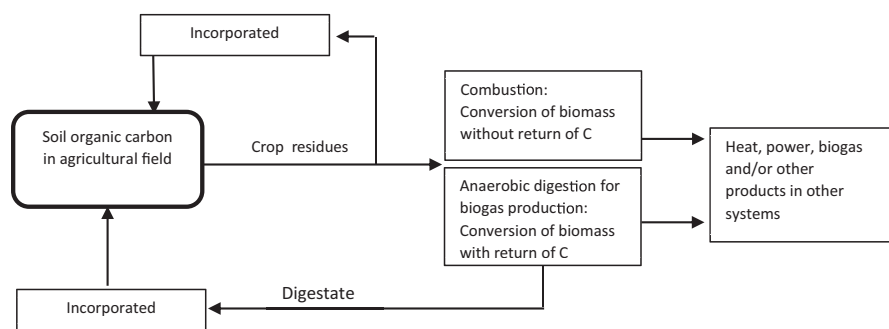 Incorporated
Soil organic carbon
in agricultural field
Crop residues
Combustion:
Conversion of biomass
without return of C
Anaerobic digestion for
biogas production:
Conversion of biomass
with return of C
Heat, power, biogas
and/or other
products in other
systems
Digestate
Incorporated